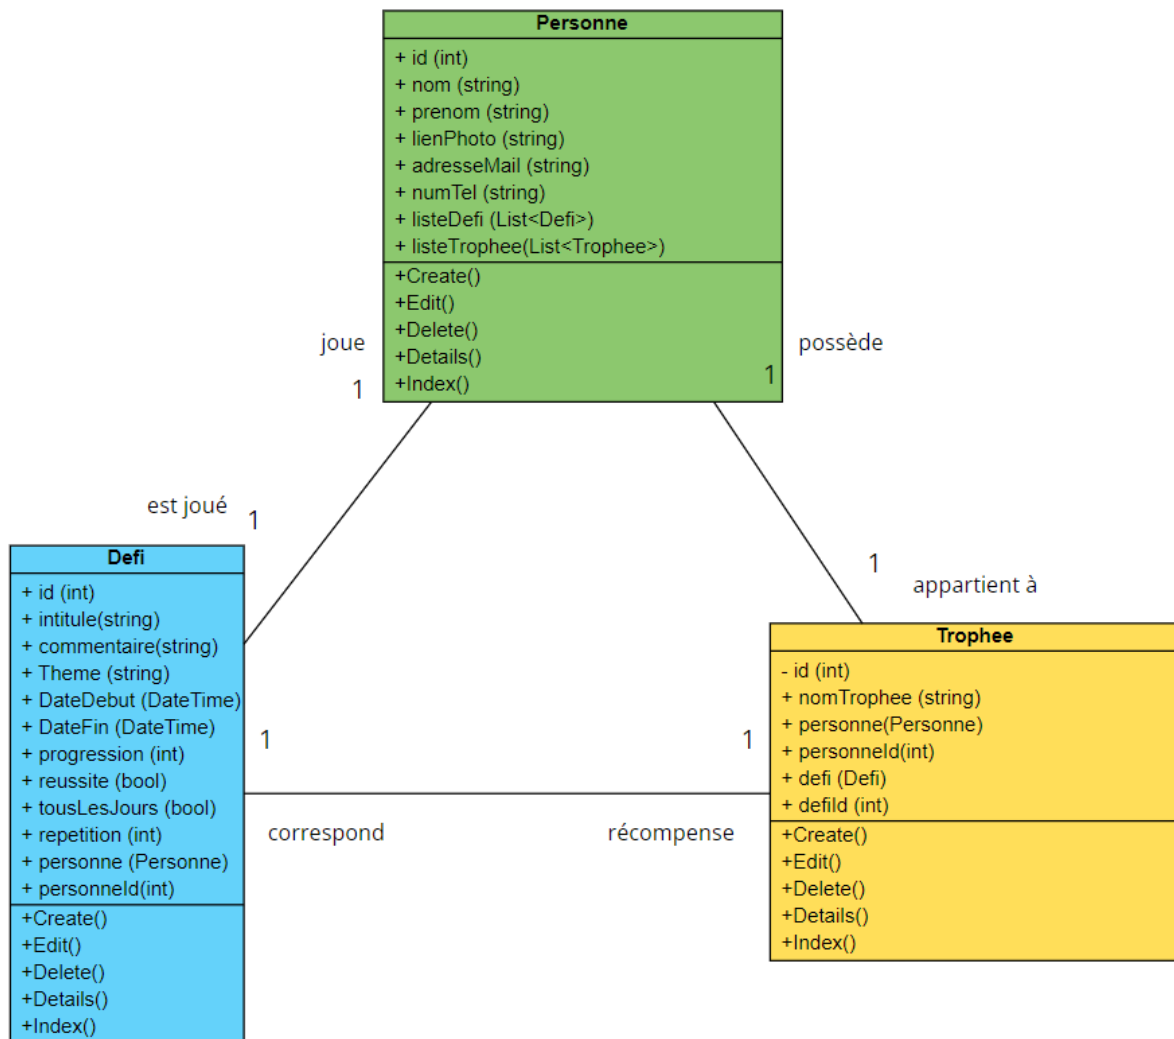 Personne
+ id (int)
+ nom (string)
+ prenom (string)
+ lienPhoto (string)
+ adresseMail (string)
+ numTel (string)
+ listeDefi (List<Defi>)
+ listeTrophee(List<Trophee>)
+Create()
+Edit()
+Delete()
+Details()
+Index()
joue
1
possède
1
est joué
1
1
appartient à
Defi
+ id (int)
+ intitule(string)
+ commentaire(string)
+ Theme (string)
+ DateDebut (DateTime)
+ DateFin (DateTime)
+ progression (int)
+ reussite (bool)
+ tousLesJours (bool)
+ repetition (int)
+ personne (Personne)
+ personneId(int)
+Create()
+Edit()
+Delete()
+Details()
+Index()
1
correspond
1
récompense
Trophee
- id (int)
+ nomTrophee (string)
+ personne(Personne)
+ personneId(int)
+ defi (Defi)
+ defiId (int)
+Create()
+Edit()
+Delete()
+Details()
+Index()